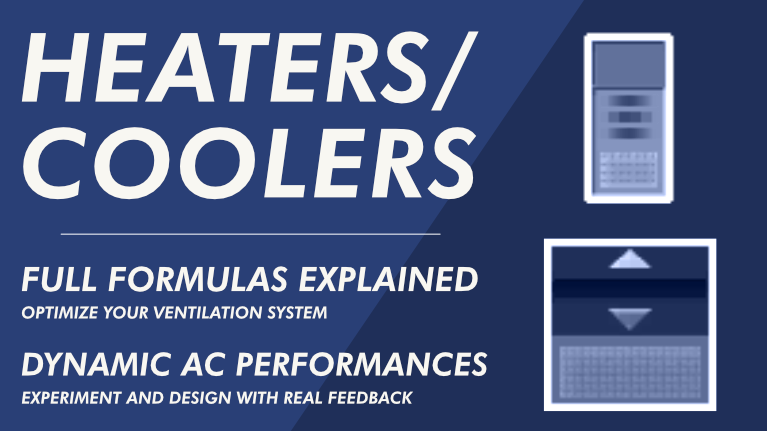 HEATERS/
COOLERS
FULL FORMULAS EXPLAINED
OPTIMIZE YOUR VENTILATION SYSTEM
DYNAMIC AC PERFORMANCES
EXPERIMENT AND DESIGN WITH REAL FEEDBACK